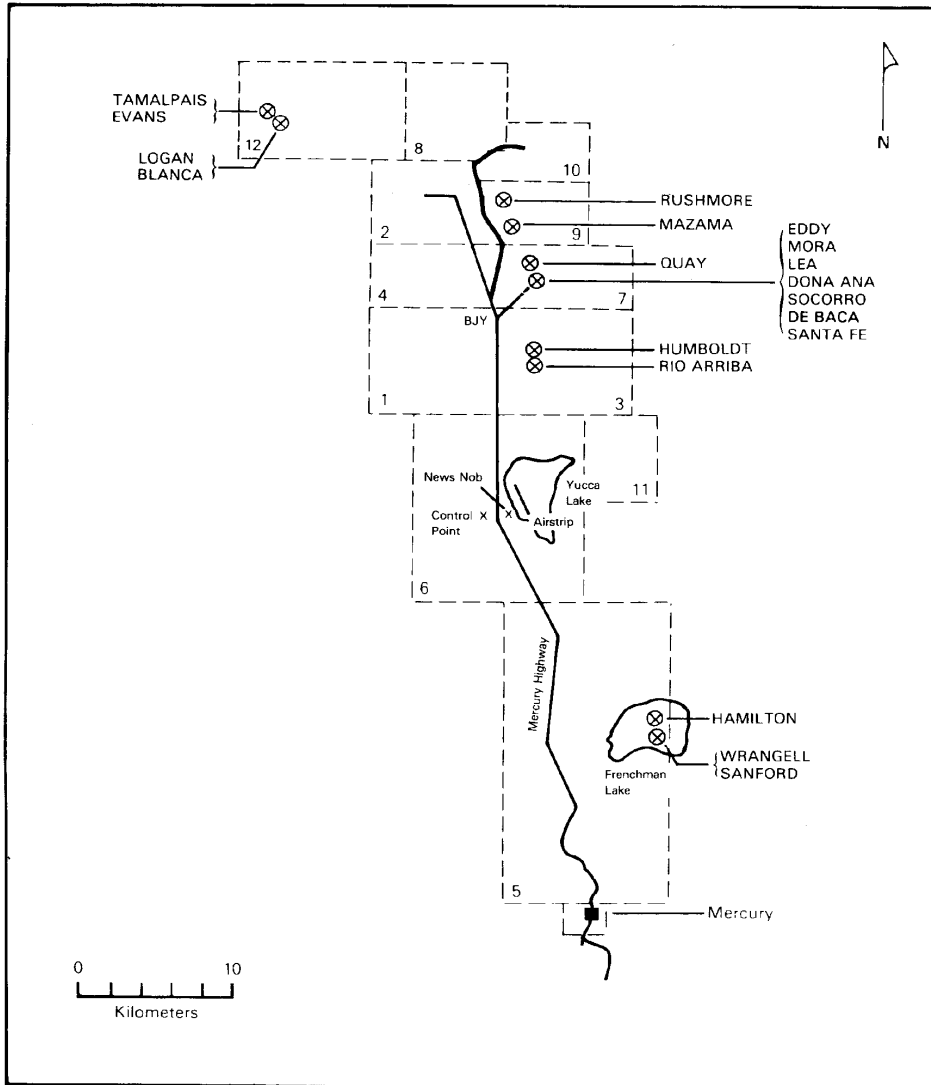 N
TAMALPAIS
EVANS
LOGAN
BLANCA
12
8
10
RUSHMORE
MAZAMA
2
9
EDDY
MORA
LEA
DONA ANA
SOCORRO
DE BACA
SANTA FE
QUAY
4
7
BJY
HUMBOLDT
RIO ARRIBA
1
3
News Nob
Yucca
Lake
11
Control
Point
x
x
Airstrip
6
Mercury Highway
HAMILTON
WRANGELL
SANFORD
Frenchman
Lake
5
Mercury
0
10
Kilometers